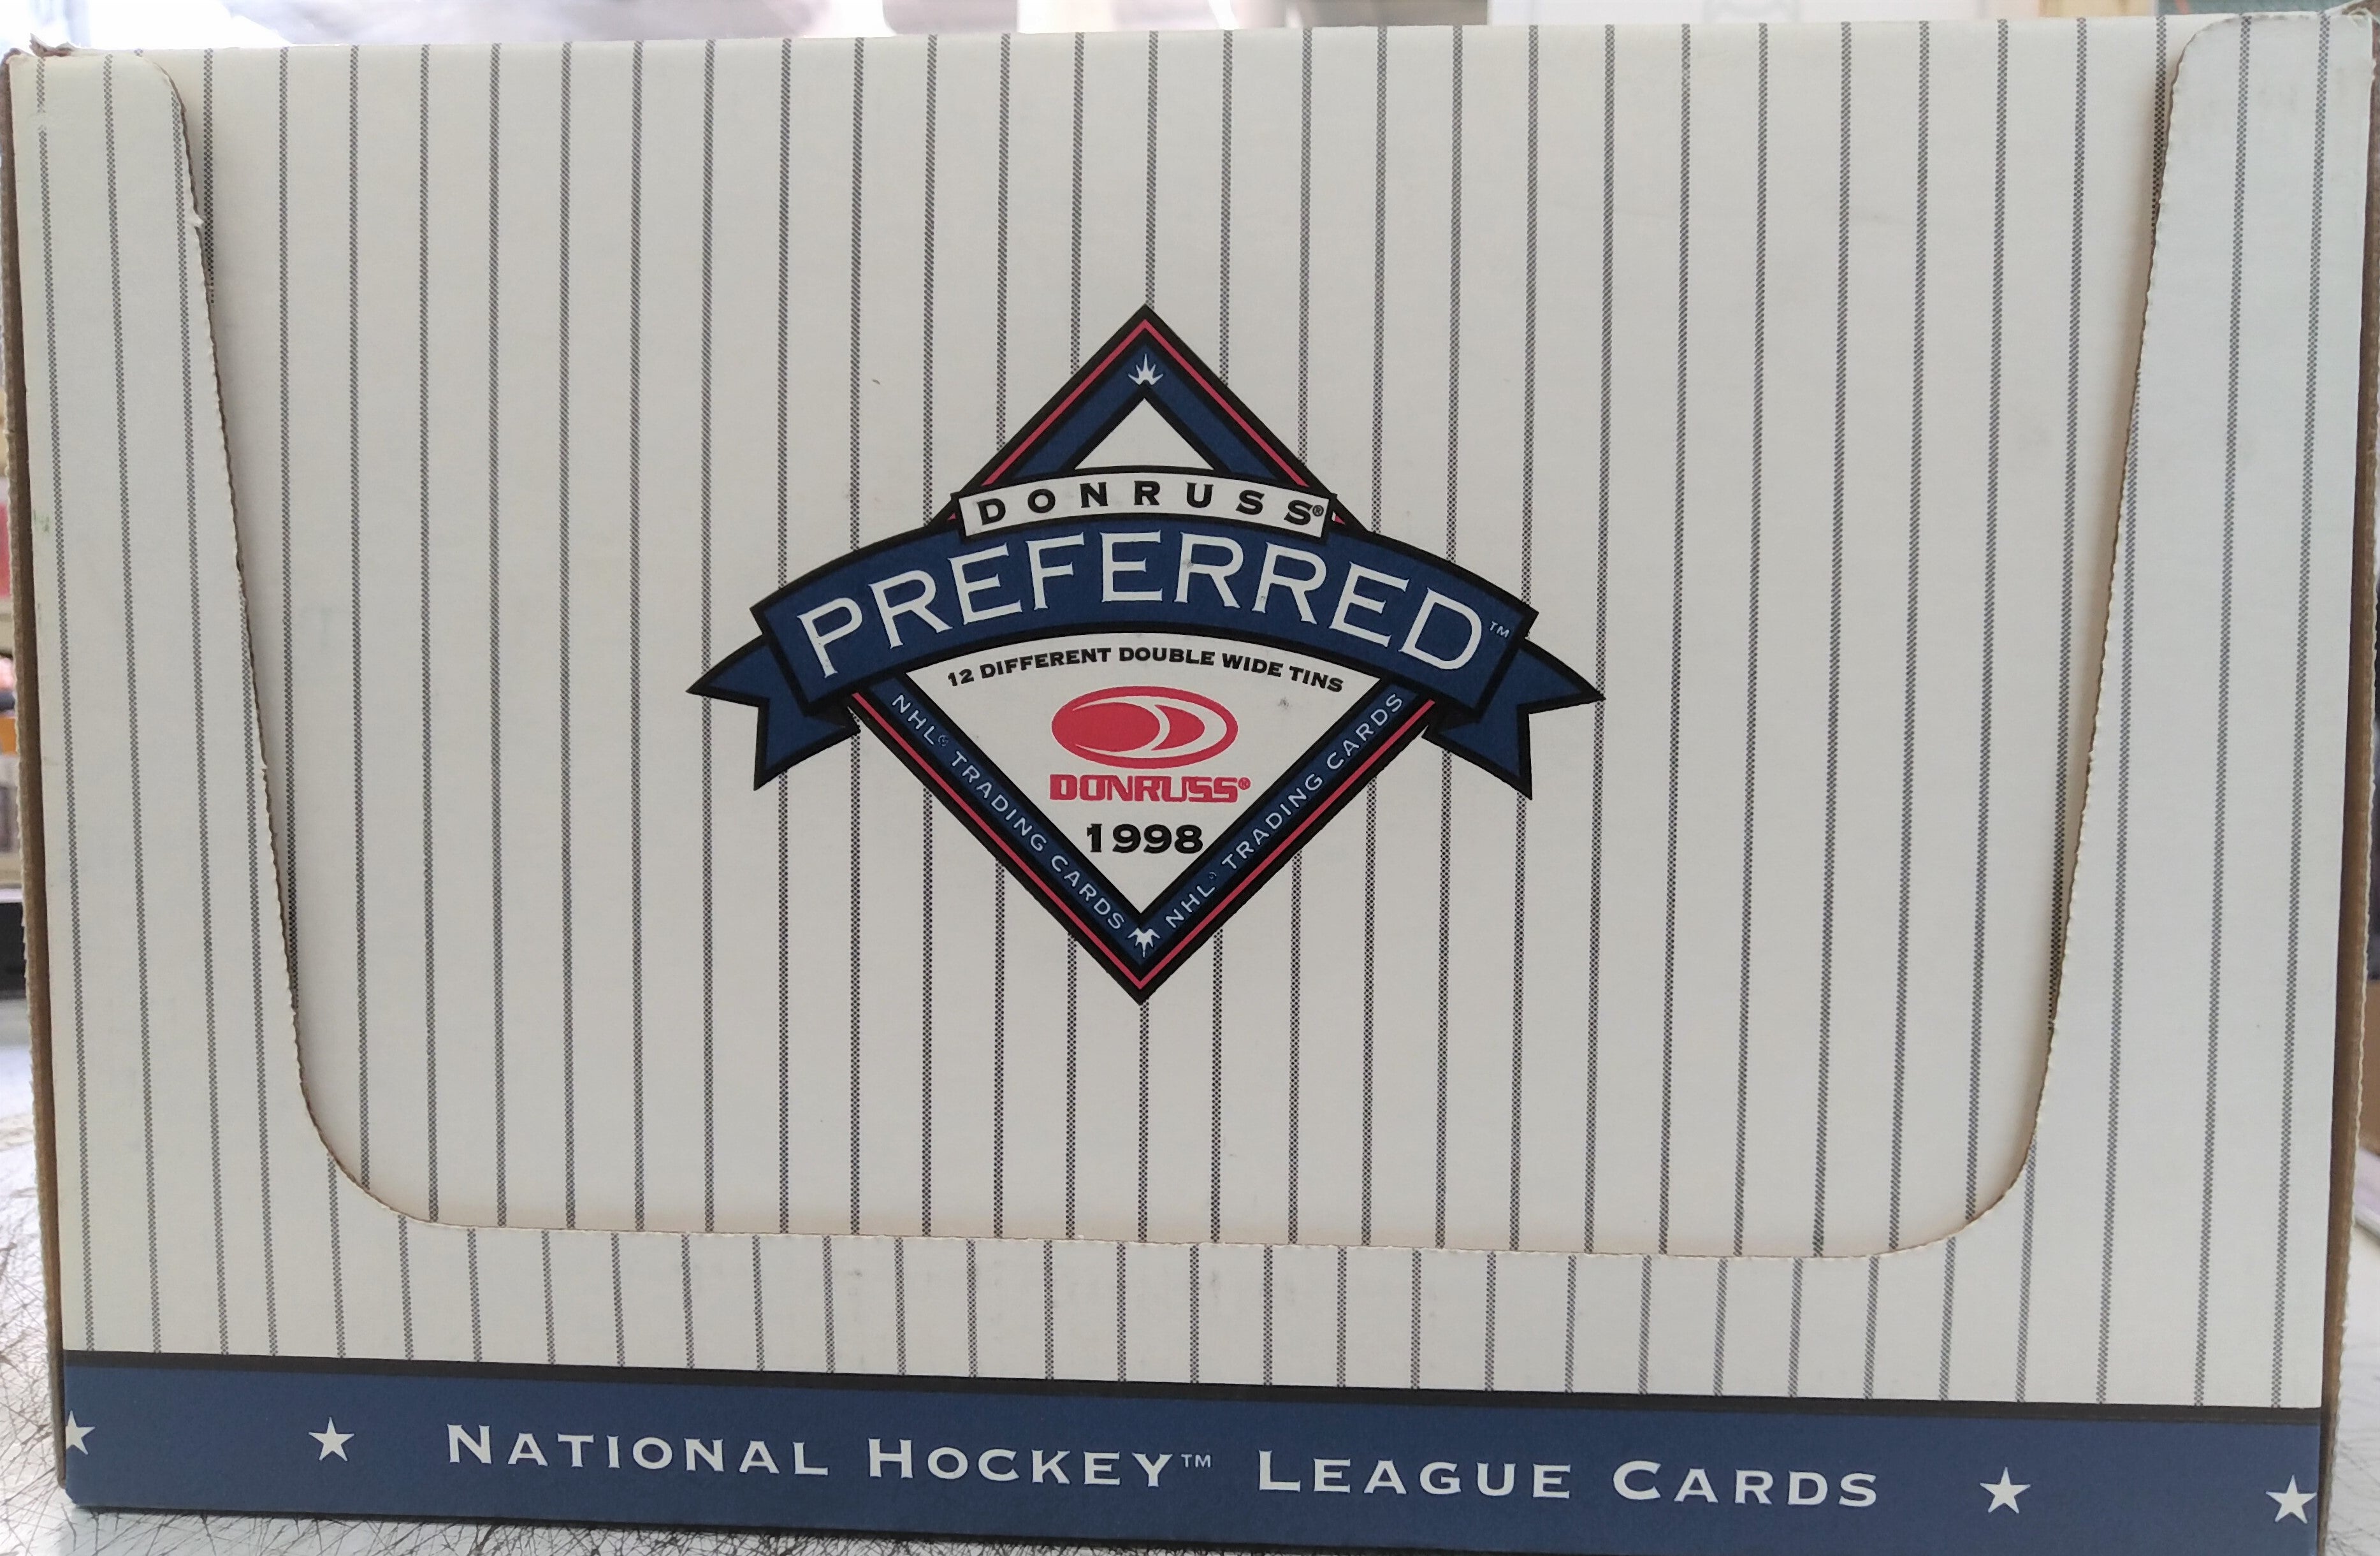 DONRUSS®
PREFERRED™
12 DIFFERENT DOUBLE WIDE TINS
DONRUSS®
1998
NHL® TRADING CARDS
NHL® TRADING CARDS
NATIONAL HOCKEY™ LEAGUE CARDS